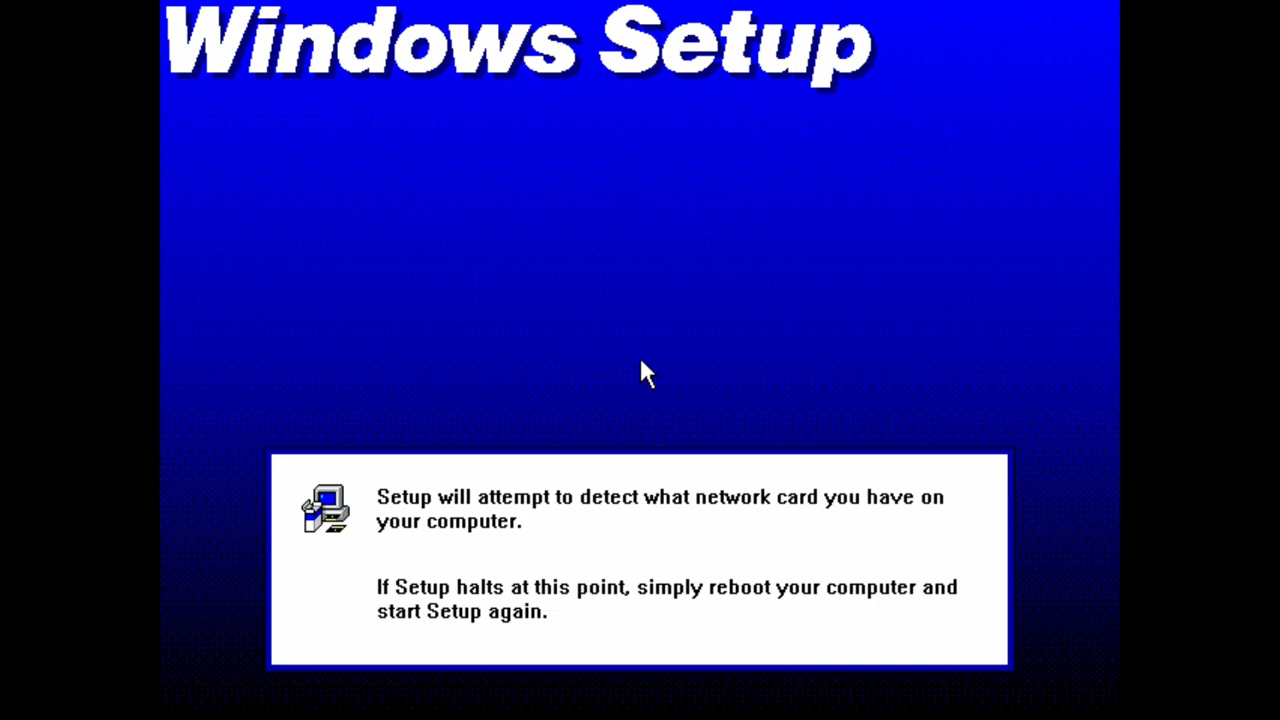 Windows Setup
Setup will attempt to detect what network card you have on
your computer.
If Setup halts at this point, simply reboot your computer and
start Setup again.